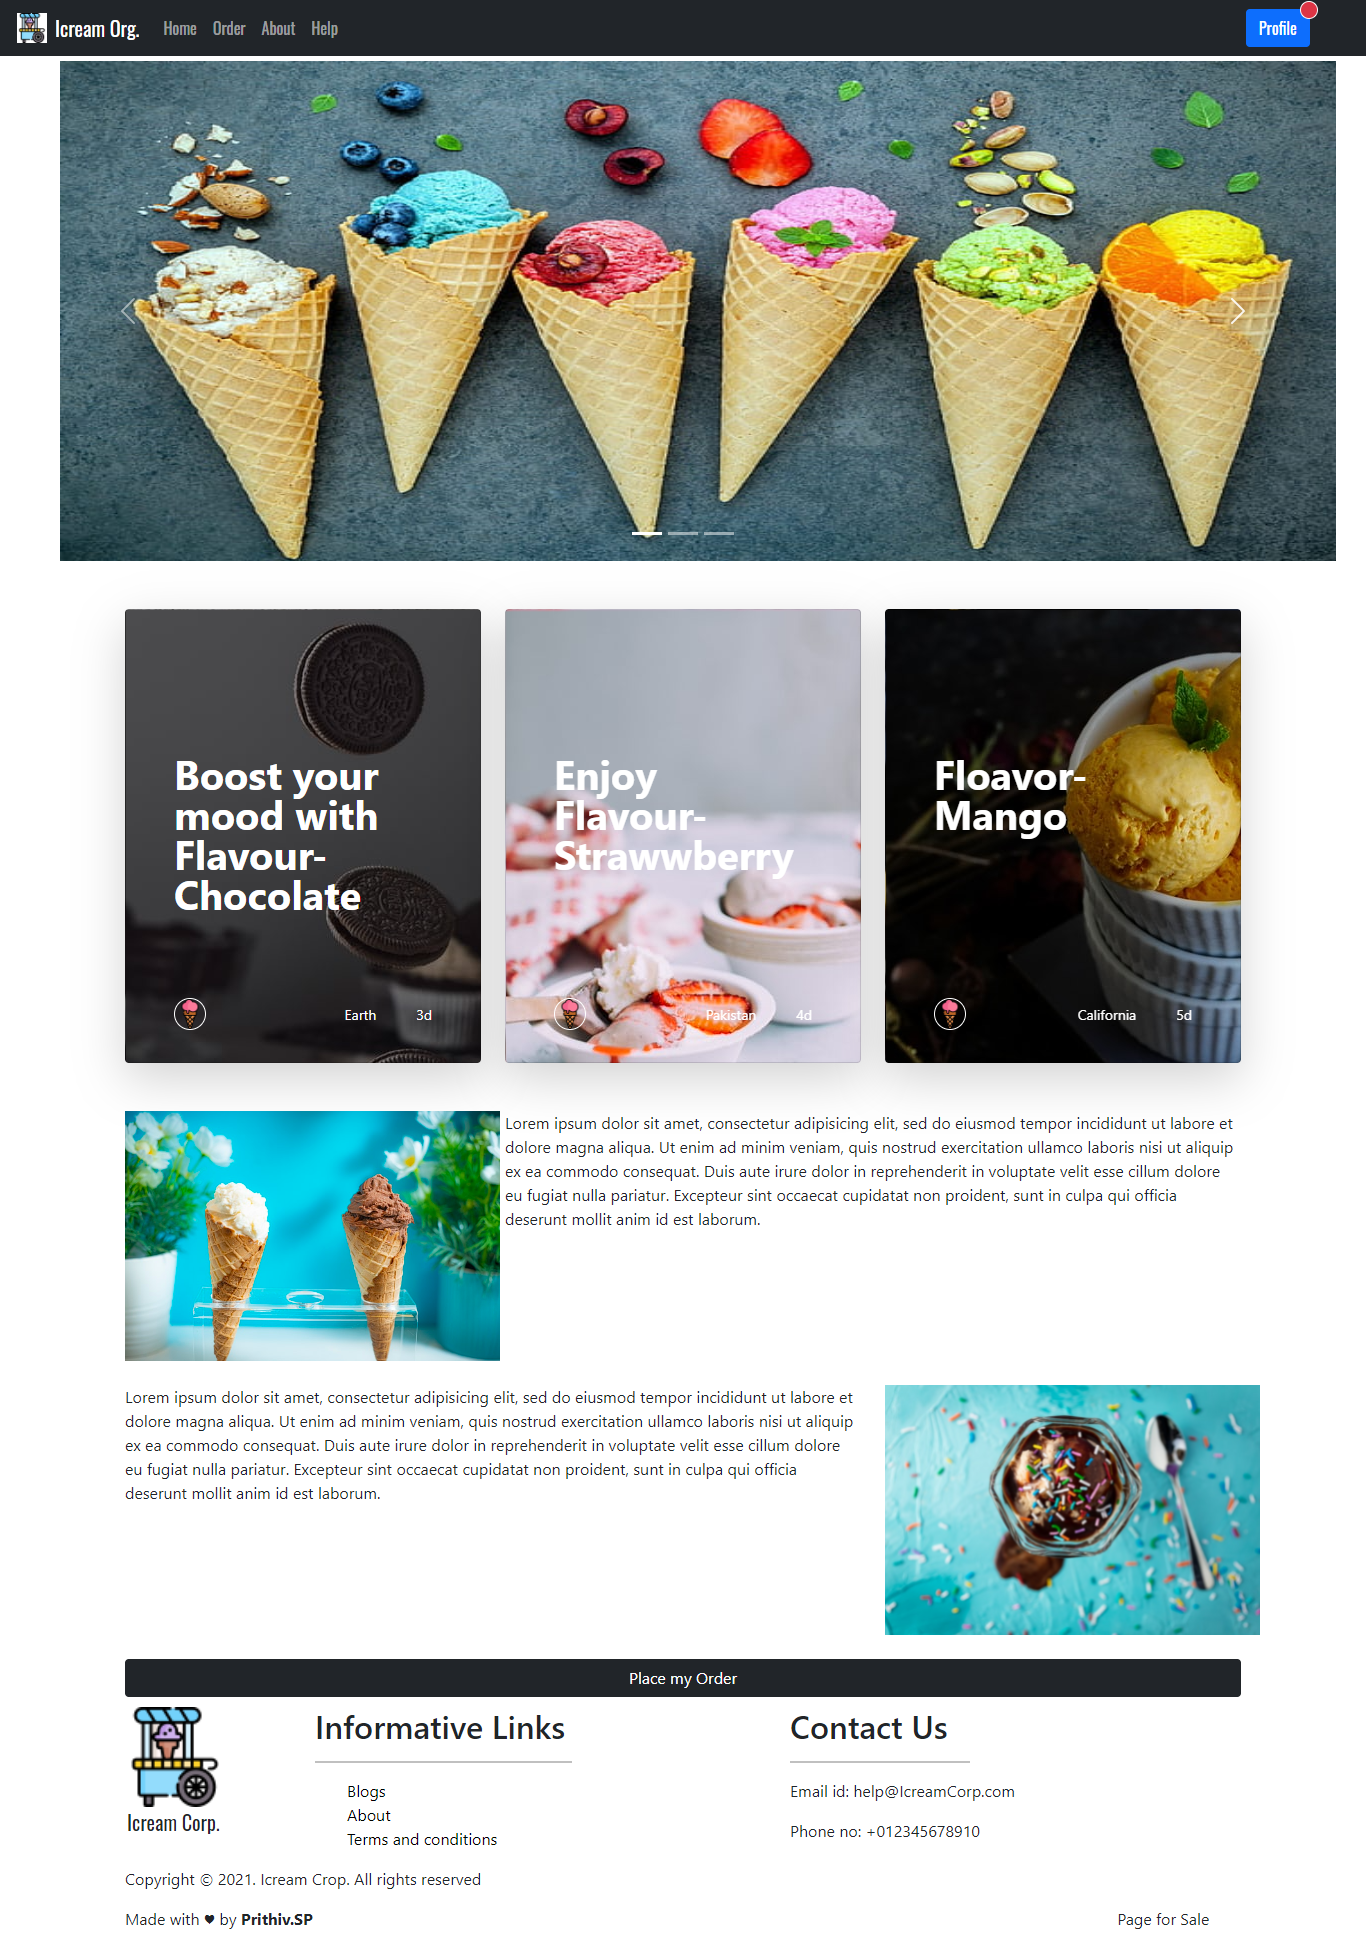 Icream Org.
Home
Order
About
Help
Profile
Boost your
mood with
Flavour-
Chocolate
Earth
3d
Enjoy
Flavour-
Strawwberry
Pakistan
4d
Floavor-
Mango
California
5d
Lorem ipsum dolor sit amet, consectetur adipisicing elit, sed do eiusmod tempor incididunt ut labore et
dolore magna aliqua. Ut enim ad minim veniam, quis nostrud exercitation ullamco laboris nisi ut aliquip
ex ea commodo consequat. Duis aute irure dolor in reprehenderit in voluptate velit esse cillum dolore
eu fugiat nulla pariatur. Excepteur sint occaecat cupidatat non proident, sunt in culpa qui officia
deserunt mollit anim id est laborum.
Lorem ipsum dolor sit amet, consectetur adipisicing elit, sed do eiusmod tempor incididunt ut labore et
dolore magna aliqua. Ut enim ad minim veniam, quis nostrud exercitation ullamco laboris nisi ut aliquip
ex ea commodo consequat. Duis aute irure dolor in reprehenderit in voluptate velit esse cillum dolore
eu fugiat nulla pariatur. Excepteur sint occaecat cupidatat non proident, sunt in culpa qui officia
deserunt mollit anim id est laborum.
Place my Order
Icream Corp.
Informative Links
Blogs
About
Terms and conditions
Contact Us
Email id: help@IcreamCorp.com
Phone no: +012345678910
Copyright © 2021. Icream Crop. All rights reserved
Made with ♥ by Prithiv.SP
Page for Sale